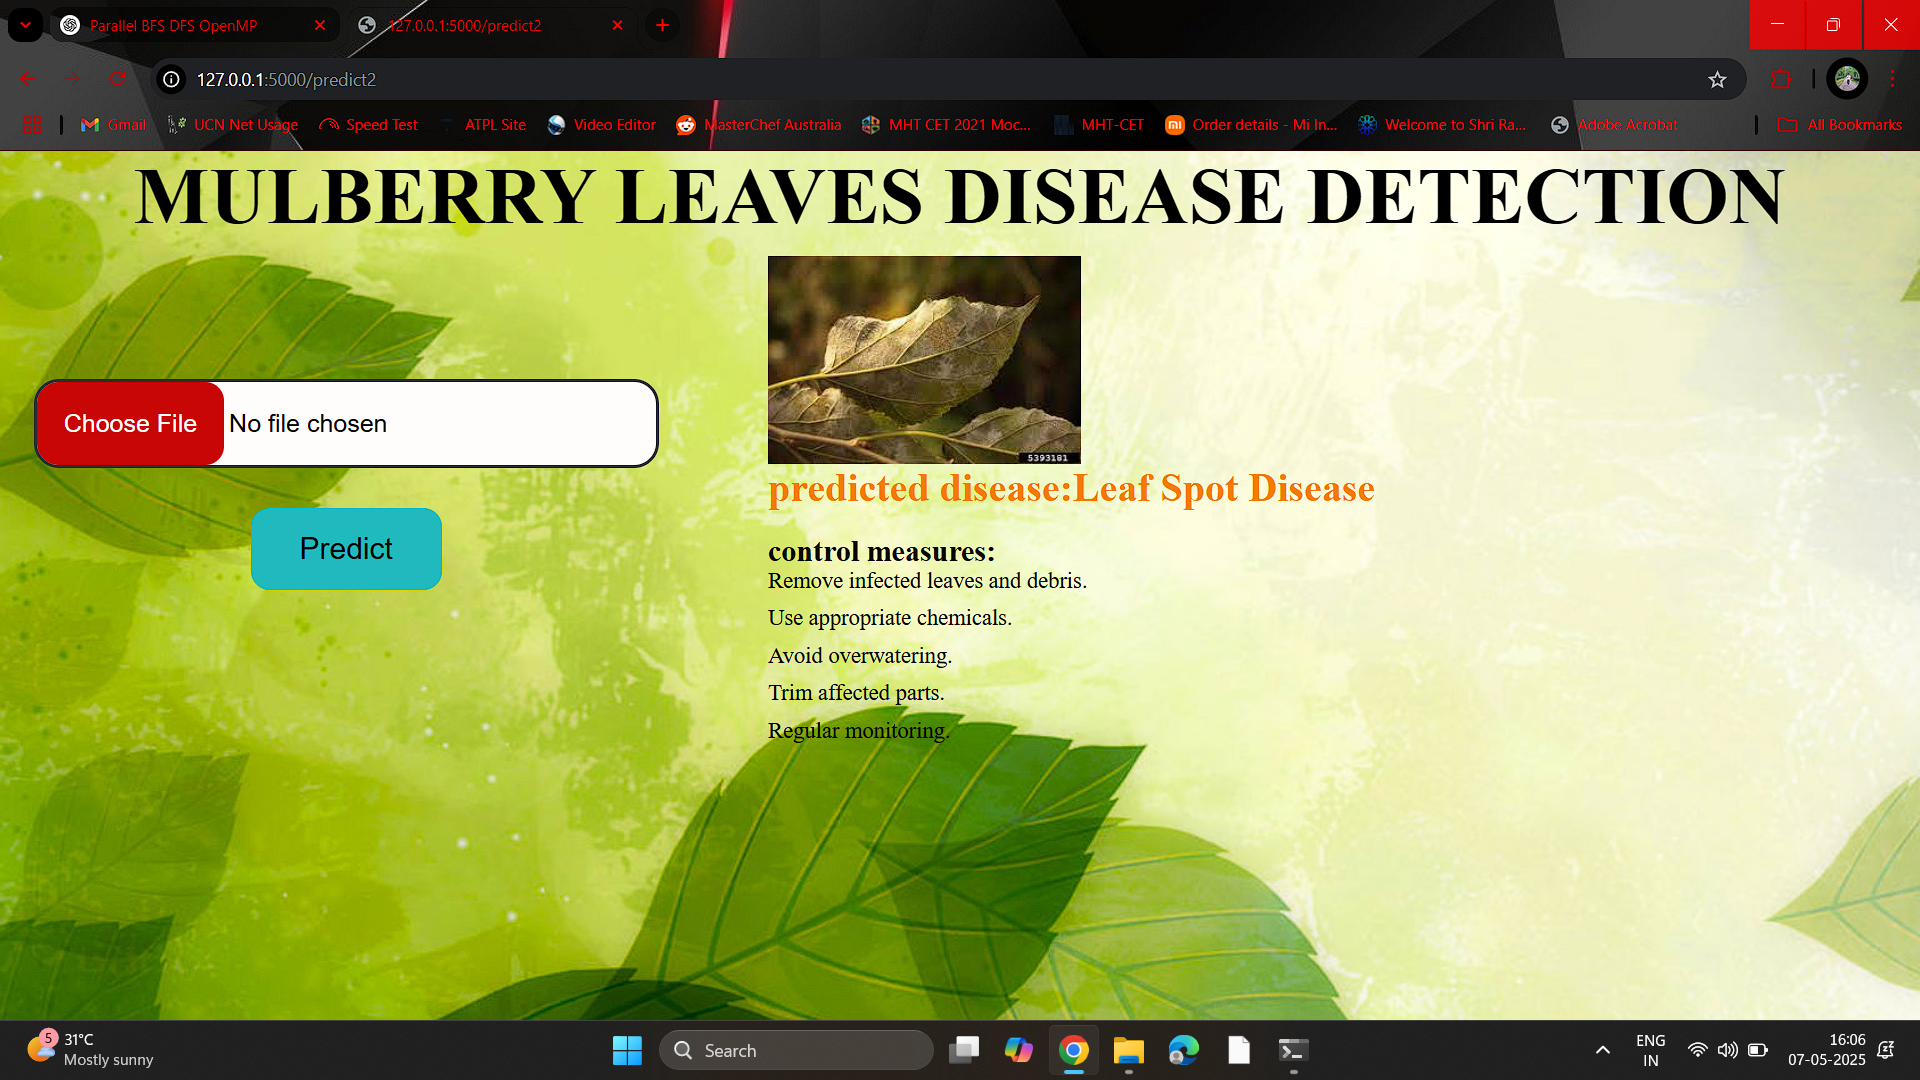 Parallel BFS DFS OpenMP
127.0.0.1:5000/predict2
127.0.0.1:5000/predict2
Gmail
UCN Net Usage
Speed Test
ATPL Site
Video Editor
MasterChef Australia
MHT CET 2021 Moc...
MHT-CET
Order details - Mi In...
Welcome to Shri Ra...
Adobe Acrobat
All Bookmarks
MULBERRY LEAVES DISEASE DETECTION
Choose File No file chosen
Predict
5393181
predicted disease:Leaf Spot Disease
control measures:
Remove infected leaves and debris.
Use appropriate chemicals.
Avoid overwatering.
Trim affected parts.
Regular monitoring.
5
31°C
Mostly sunny
Search
ENG
IN
16:06
07-05-2025